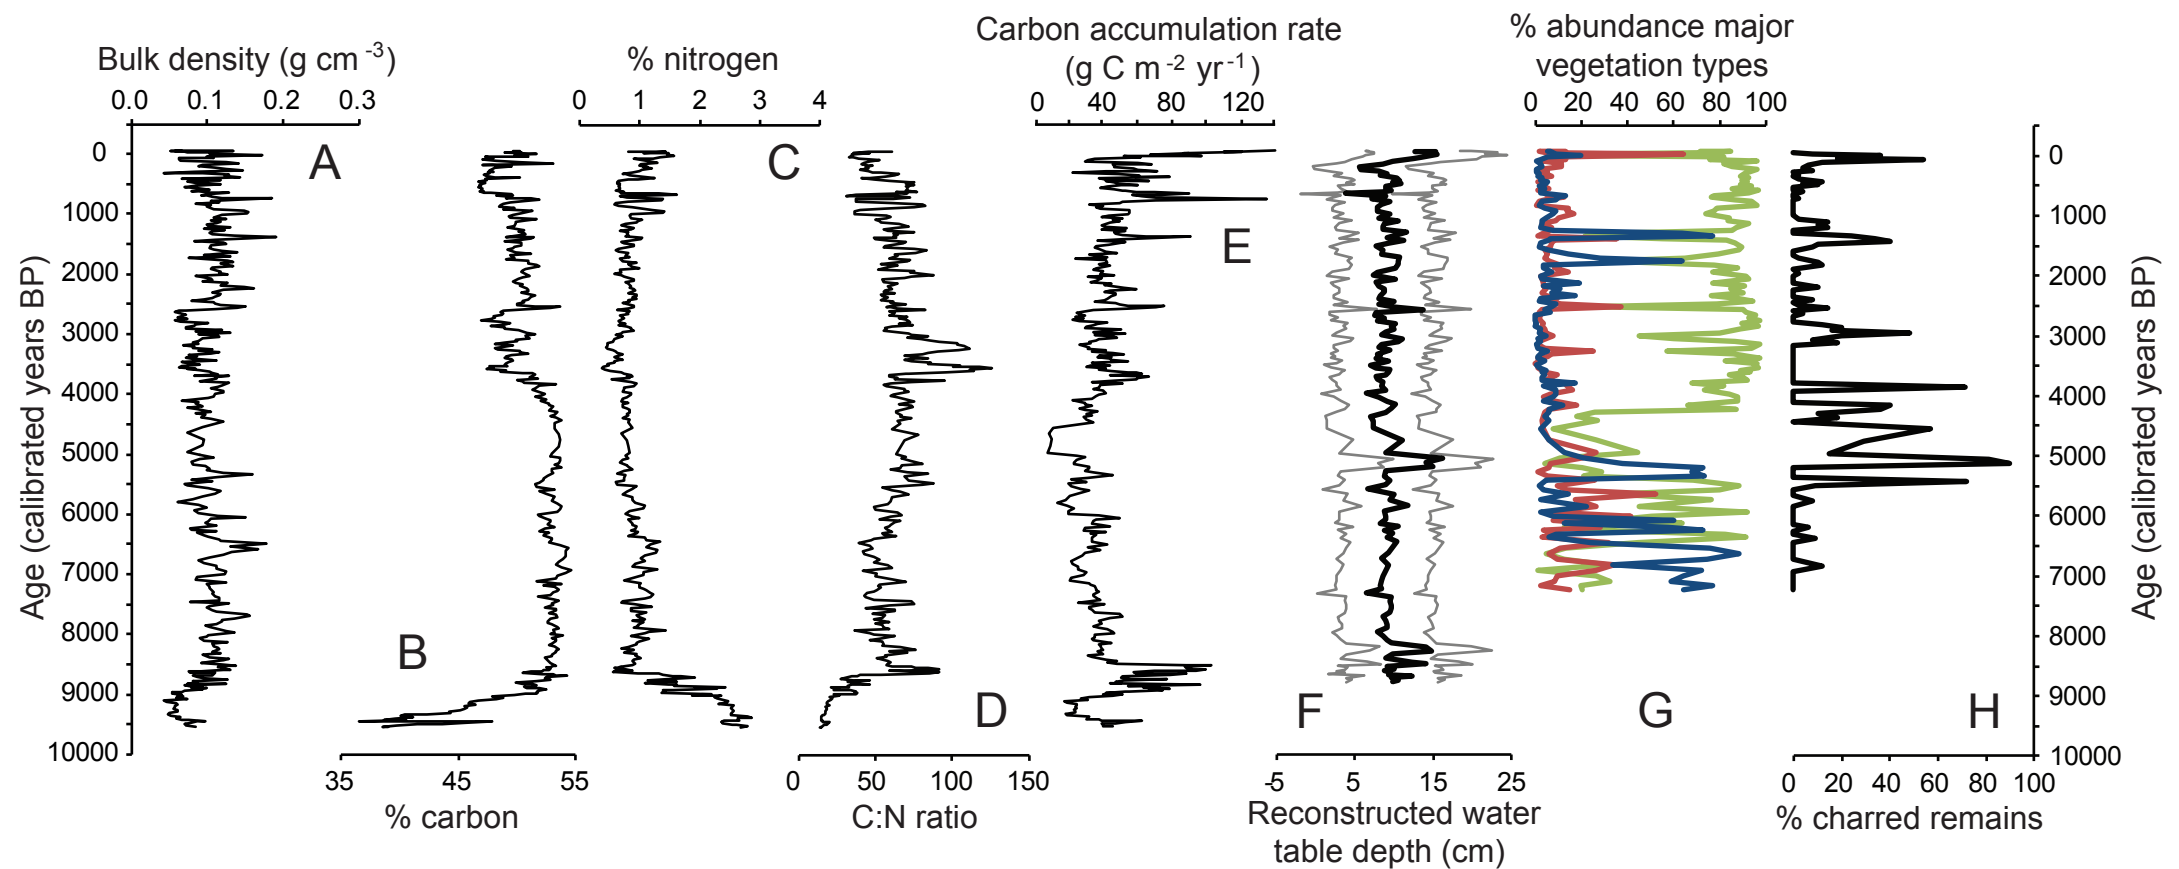 Bulk density (g cm -3)
0.0 0.1 0.2 0.3
% nitrogen
0 1 2 3 4
Carbon accumulation rate
(g C m -2 yr -1)
0 40 80 120
% abundance major
vegetation types
0 20 40 60 80 100
Age (calibrated years BP)
0
1000
2000
3000
4000
5000
6000
7000
8000
9000
10000
A
B
C
D
E
F
G
H
35 45 55
% carbon
0 50 100 150
C:N ratio
-5 5 15 25
Reconstructed water
table depth (cm)
0 20 40 60 80 100
% charred remains
0
1000
2000
3000
4000
5000
6000
7000
8000
9000
10000
Age (calibrated years BP)